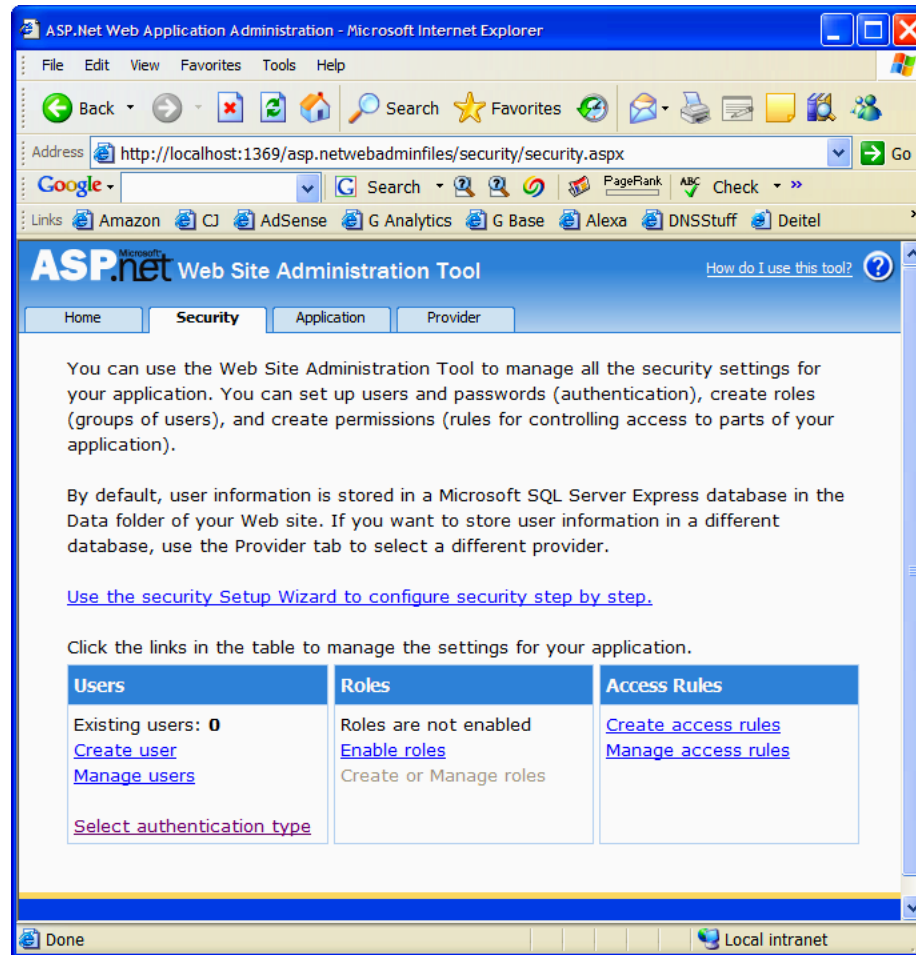 ASP.Net Web Application Administration - Microsoft Internet Explorer
File Edit View Favorites Tools Help
Back Search Favorites
Address http://localhost:1369/asp.netwebadminfiles/security/security.aspx Go
Google G Search PageRank ABC Check »
Links Amazon CJ AdSense G Analytics G Base Alexa DNSStuff Deitel »
Microsoft
ASP.net Web Site Administration Tool How do I use this tool? ?
Home Security Application Provider
You can use the Web Site Administration Tool to manage all the security settings for
your application. You can set up users and passwords (authentication), create roles
(groups of users), and create permissions (rules for controlling access to parts of your
application).
By default, user information is stored in a Microsoft SQL Server Express database in the
Data folder of your Web site. If you want to store user information in a different
database, use the Provider tab to select a different provider.
Use the security Setup Wizard to configure security step by step.
Click the links in the table to manage the settings for your application.
Users Roles Access Rules
Existing users: 0 Roles are not enabled Create access rules
Create user Enable roles Manage access rules
Manage users Create or Manage roles
Select authentication type
Done Local intranet